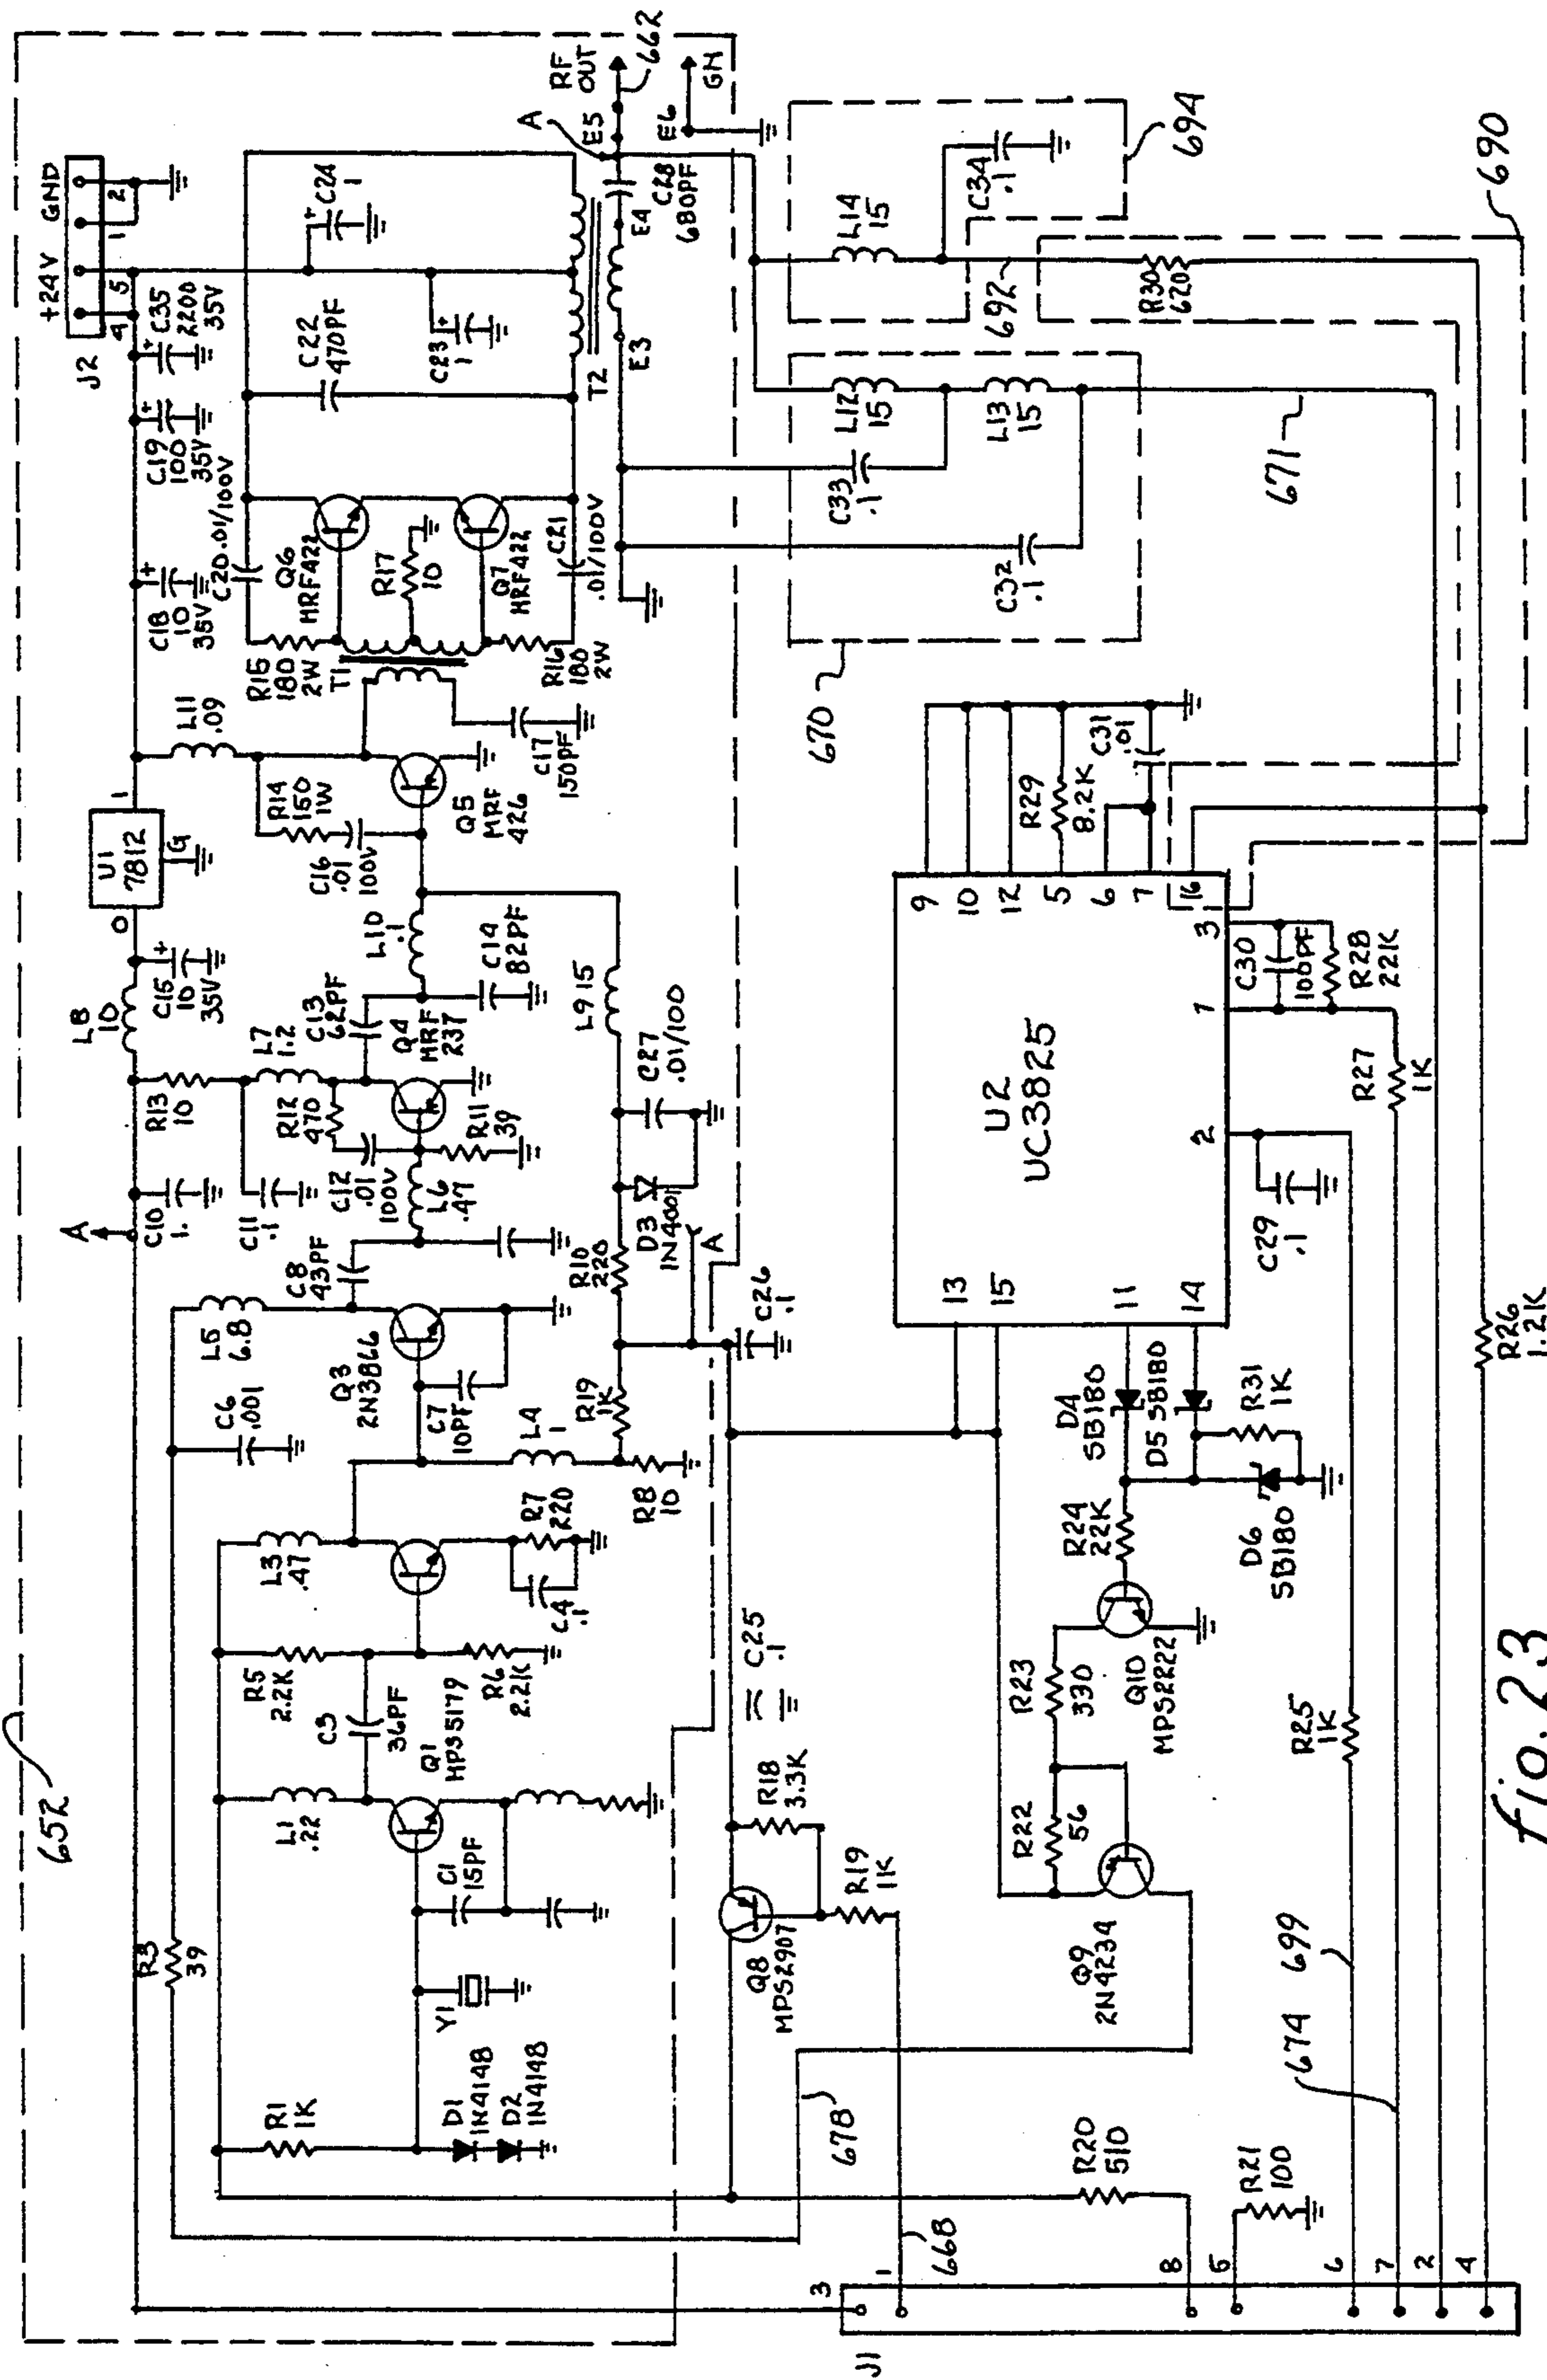 652
+24V GND
J2
4 5 1 2
C35
2200
35V
C19
100
35V
C18
10
35V
U1
7812
O
G
1
L8
10
C15
10
35V
A
C10
1.
C11
.1
R13
10
L7
1.2
R12
470
C12
.01
100V
C13
62PF
Q4
MRF
237
R11
39
L6
.47
C8
43PF
L5
6.8
C6
.001
Q3
2N3866
C7
10PF
L4
1
R3
39
R1
1K
D1
1N4148
D2
1N4148
Y1
C1
15PF
L1
.22
Q1
MPS5179
C3
36PF
R5
2.2K
R6
2.2K
L3
.47
R7
220
C4
.1
R8
10
R19
1K
R10
220
D3
1N4001
A
C27
.01/100
L9 15
L10
.1
C14
82PF
C16
.01
100V
R14
150
1W
L11
.09
Q5
MRF
426
C17
150PF
T1
R15
180
2W
R16
180
2W
C20 .01/100V
Q6
MRF422
R17
10
Q7
MRF422
C21
.01/100V
C22
470PF
C23
1
C24
1
T2
E3
E4
C28
680PF
A
E5
RF
OUT
662
E6
GN
C26
.1
C25
.1
R18
3.3K
Q8
MPS2907
R19
1K
678
668
Q9
2N4234
R22
56
R23
330
Q10
MPS2222
R24
22K
D4
SB180
D5 SB180
R31
1K
D6
SB180
U2
UC3825
13
15
11
14
9
10
12
5
6
7
16
3
1
2
R29
8.2K
C31
.01
C30
100PF
R28
22K
R27
1K
C29
.1
R25
1K
R26
1.2K
670
C33
.1
C32
.1
L12
15
L13
15
671
L14
15
C34
.1
694
692
R30
620
690
R20
510
R21
100
674
699
J1
3
1
8
5
6
7
2
4
fig. 23